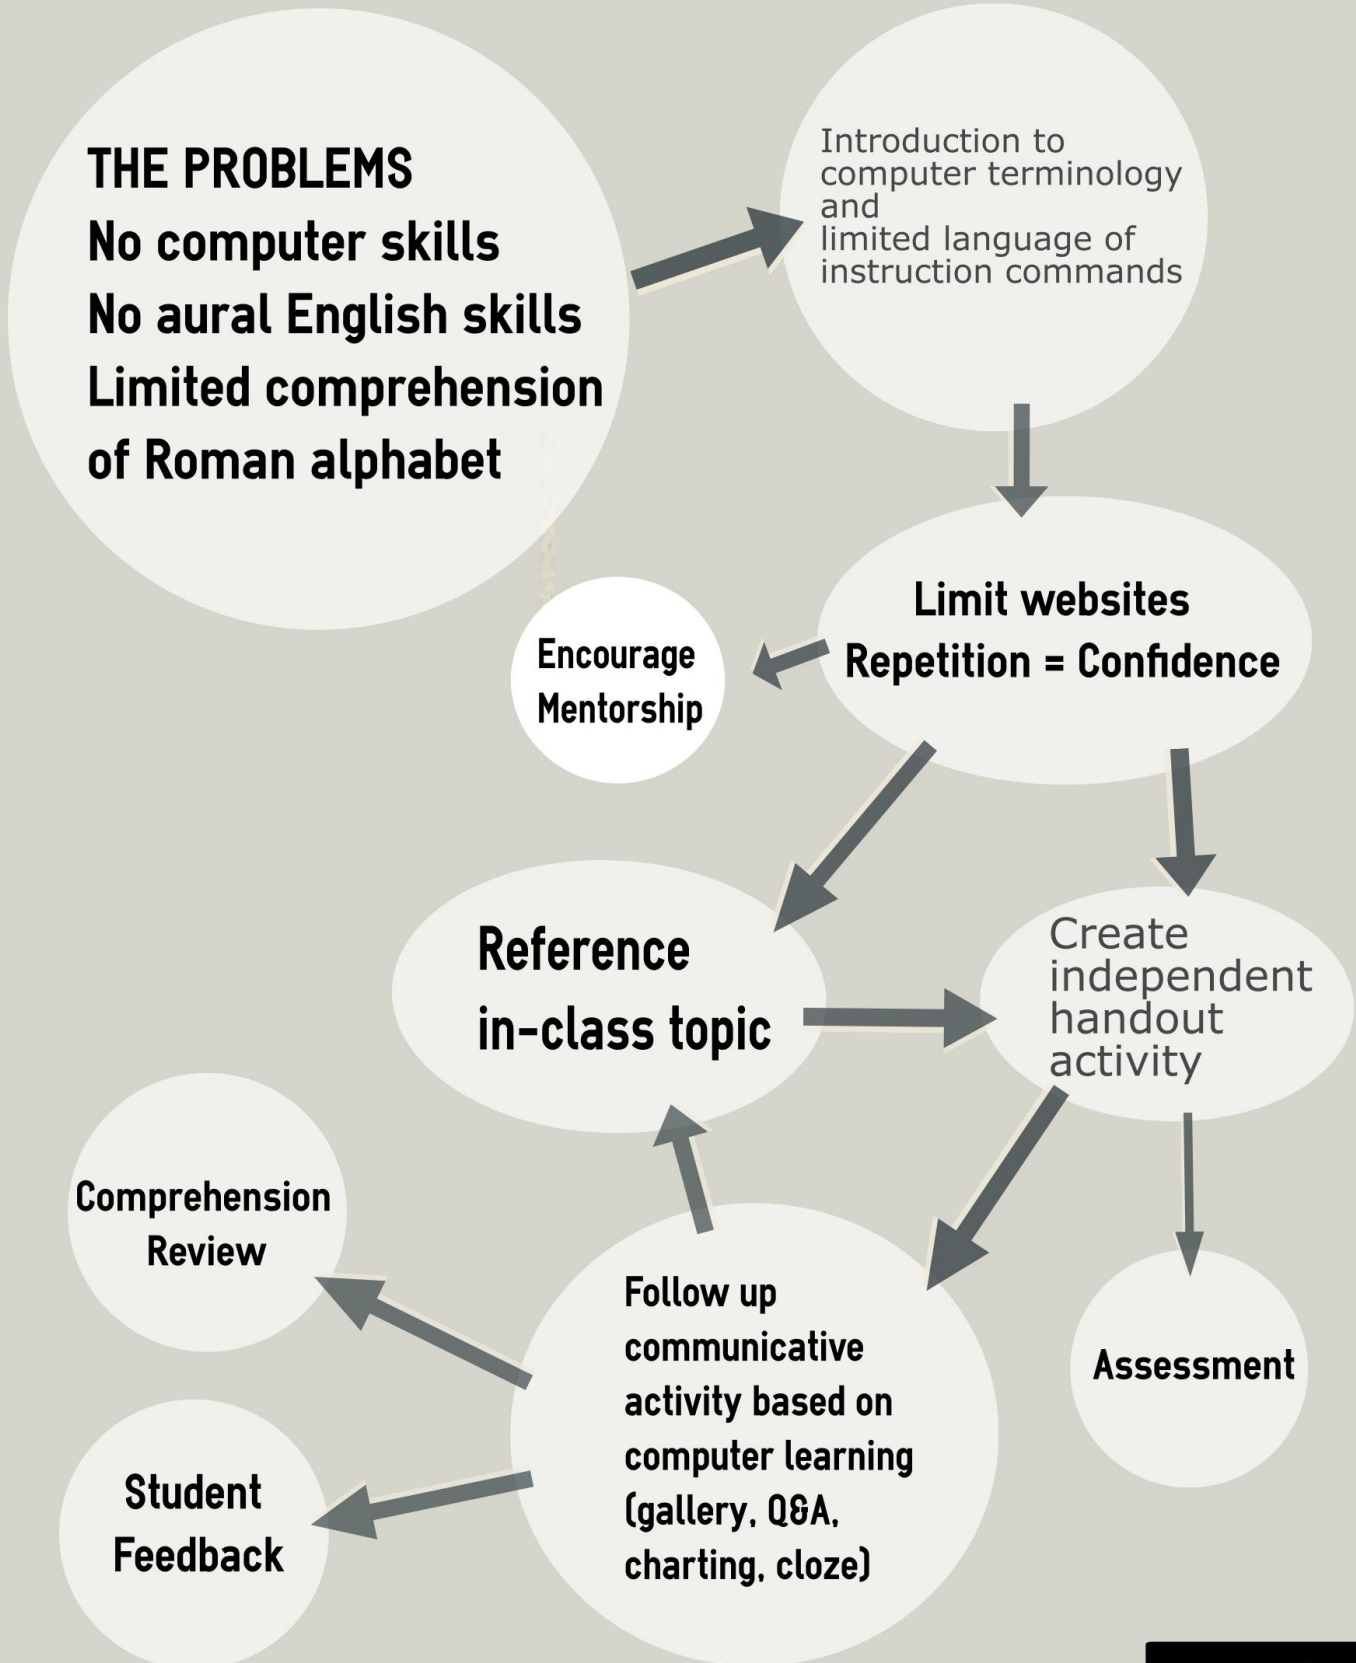 THE PROBLEMS
No computer skills
No aural English skills
Limited comprehension
of Roman alphabet
Introduction to
computer terminology
and
limited language of
instruction commands
Limit websites
Repetition = Confidence
Encourage
Mentorship
Reference
in-class topic
Create
independent
handout
activity
Comprehension
Review
Follow up
communicative
activity based on
computer learning
(gallery, Q&A,
charting, cloze)
Assessment
Student
Feedback